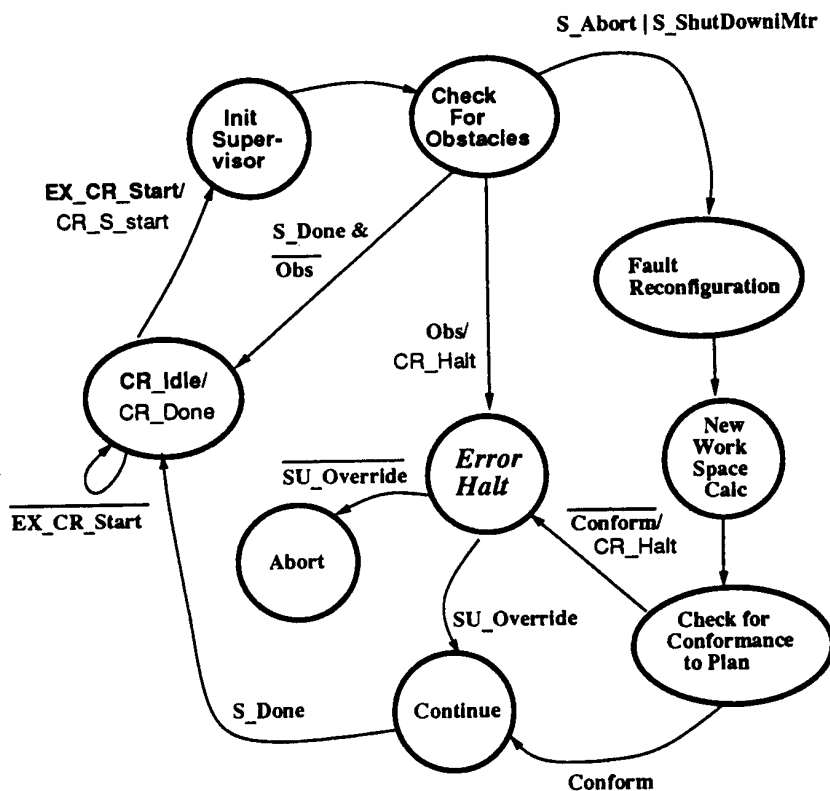 S_Abort | S_ShutDowniMtr
Init
Super-
visor
Check
For
Obstacies
EX_CR_Start/
CR_S_start
S_Done &
Obs
Fault
Reconfiguration
Obs/
CR_Halt
CR_Idle/
CR_Done
New
Work
Space
Calc
Error
Halt
SU_Override
EX_CR_Start
Conform/
CR_Halt
Abort
SU_Override
Check for
Conformance
to Plan
S_Done
Continue
Conform